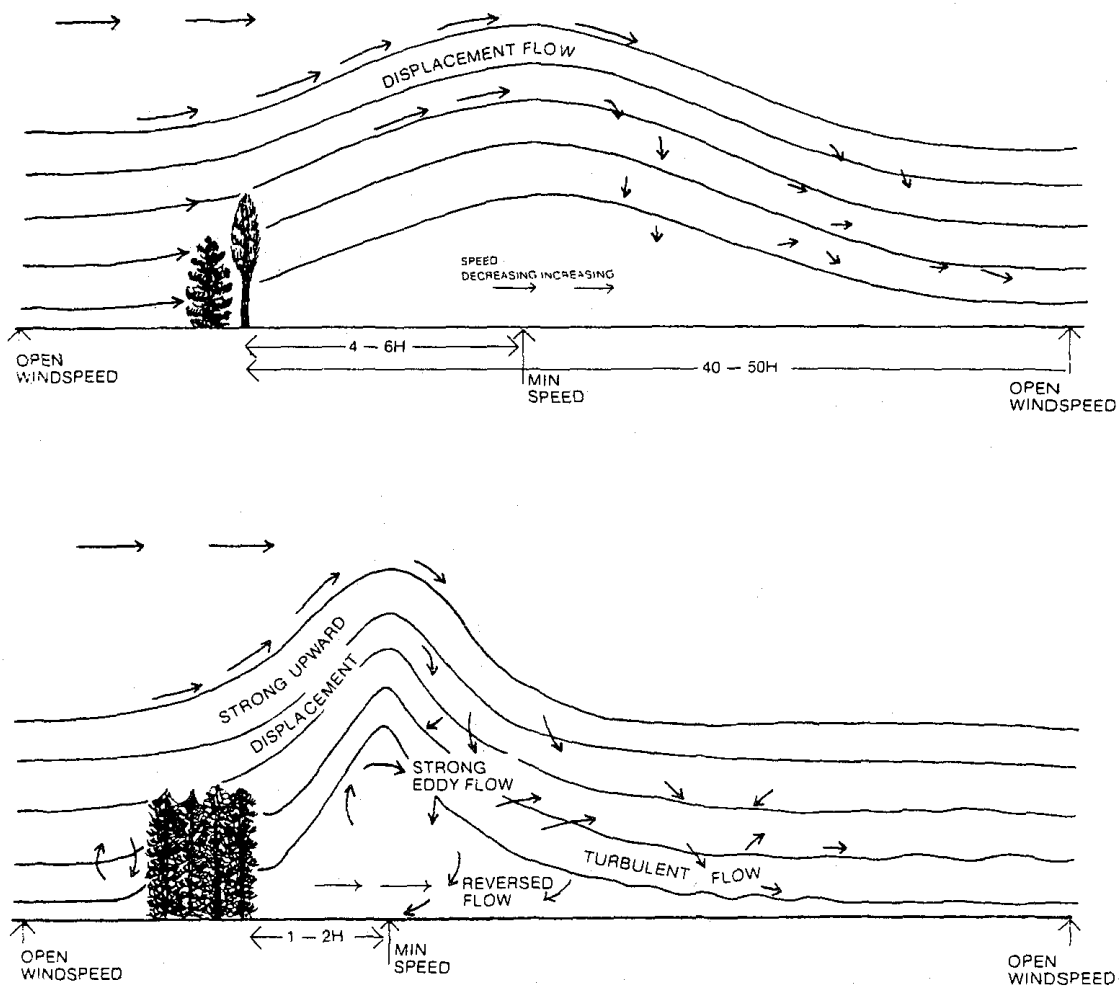 DISPLACEMENT FLOW
SPEED
DECREASING INCREASING
4 – 6H
40 – 50H
OPEN
WINDSPEED
MIN
SPEED
OPEN
WINDSPEED
STRONG UPWARD
DISPLACEMENT
STRONG
EDDY FLOW
TURBULENT FLOW
REVERSED
FLOW
1 – 2H
OPEN
WINDSPEED
MIN
SPEED
OPEN
WINDSPEED